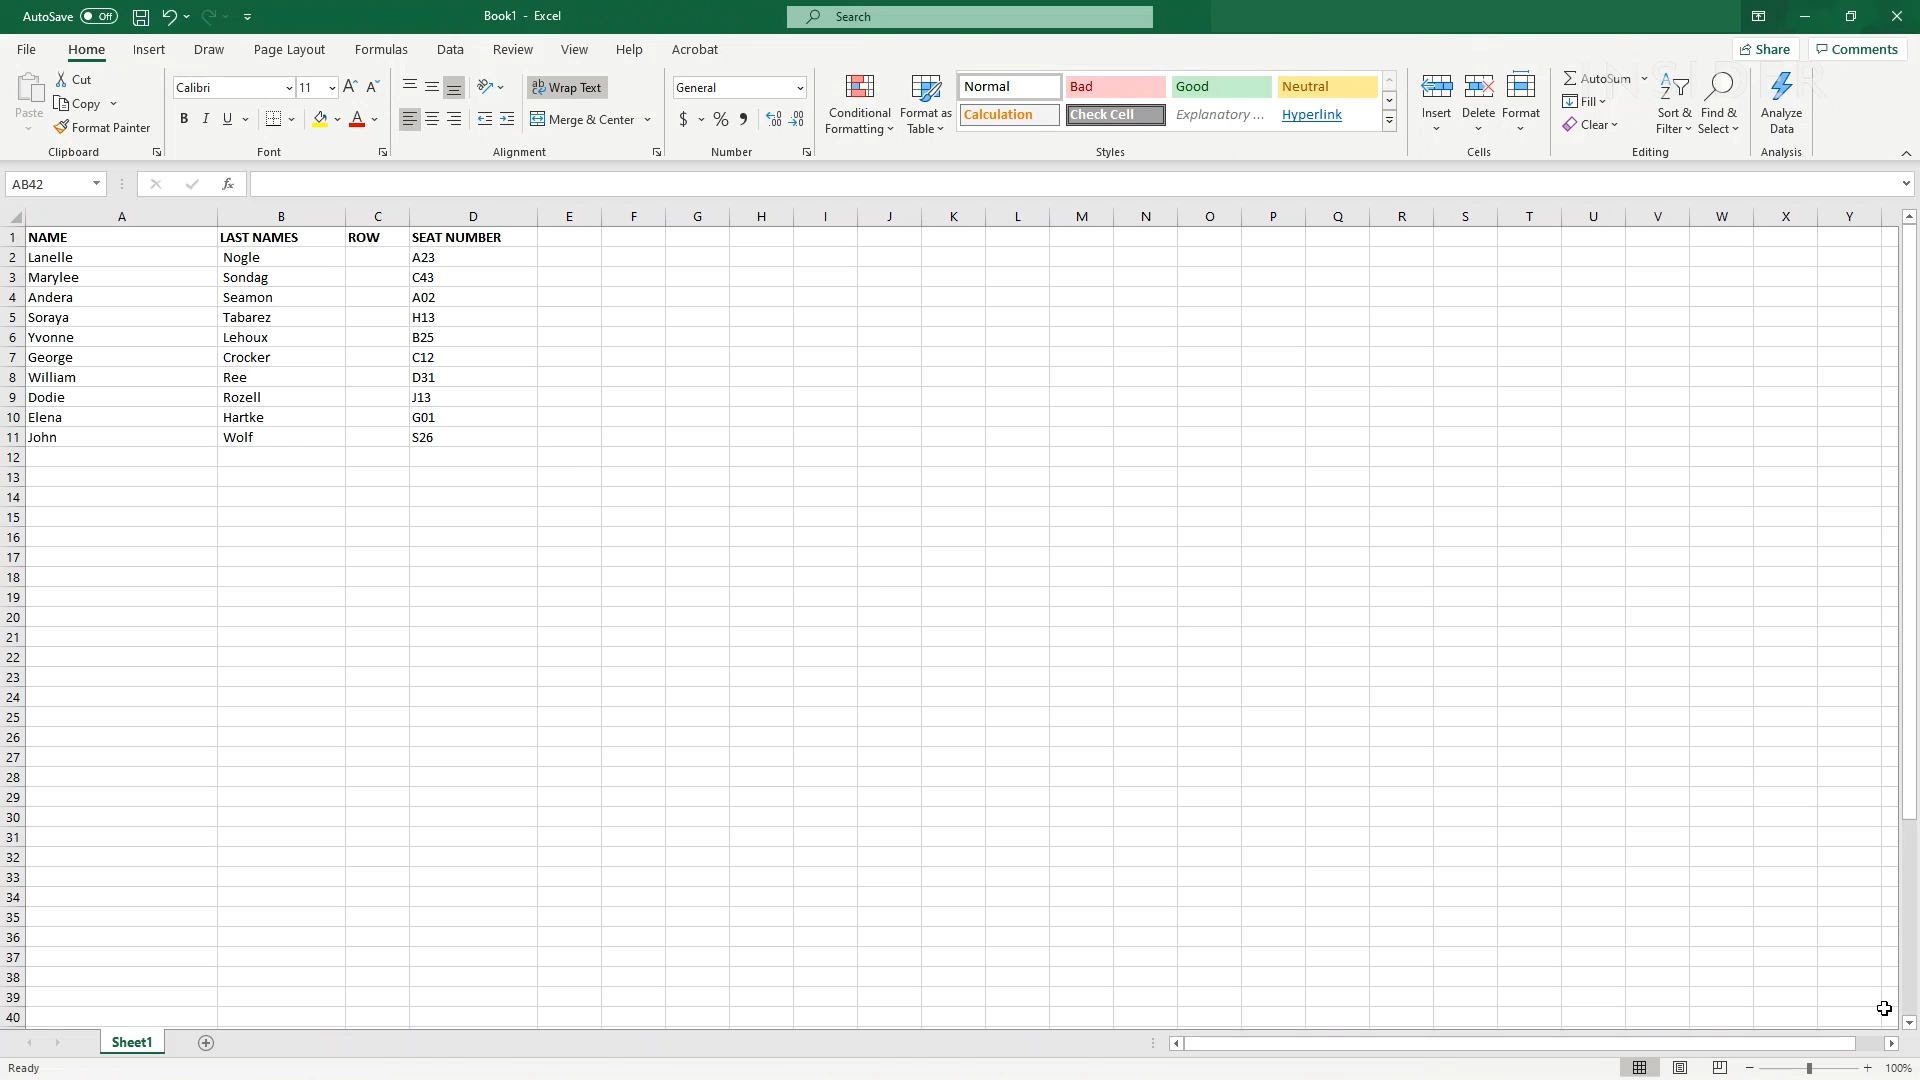 AutoSave Off Book1 - Excel Search
File Home Insert Draw Page Layout Formulas Data Review View Help Acrobat Share Comments
Paste Cut Copy Format Painter Clipboard
Calibri 11 B I U A A A Font
ab Wrap Text Merge & Center Alignment
General $ % 9 .00 .00 Number
Conditional Formatting Format as Table
Normal Bad Good Neutral
Calculation Check Cell Explanatory ... Hyperlink
Styles
Insert Delete Format Cells
AutoSum Fill Clear Sort & Filter Find & Select Editing
Analyze Data Analysis
INSIDER
AB42 fx
A B C D E F G H I J K L M N O P Q R S T U V W X Y
1 NAME LAST NAMES ROW SEAT NUMBER
2 Lanelle Nogle A23
3 Marylee Sondag C43
4 Andera Seamon A02
5 Soraya Tabarez H13
6 Yvonne Lehoux B25
7 George Crocker C12
8 William Ree D31
9 Dodie Rozell J13
10 Elena Hartke G01
11 John Wolf S26
12
13
14
15
16
17
18
19
20
21
22
23
24
25
26
27
28
29
30
31
32
33
34
35
36
37
38
39
40
Sheet1
Ready 100%